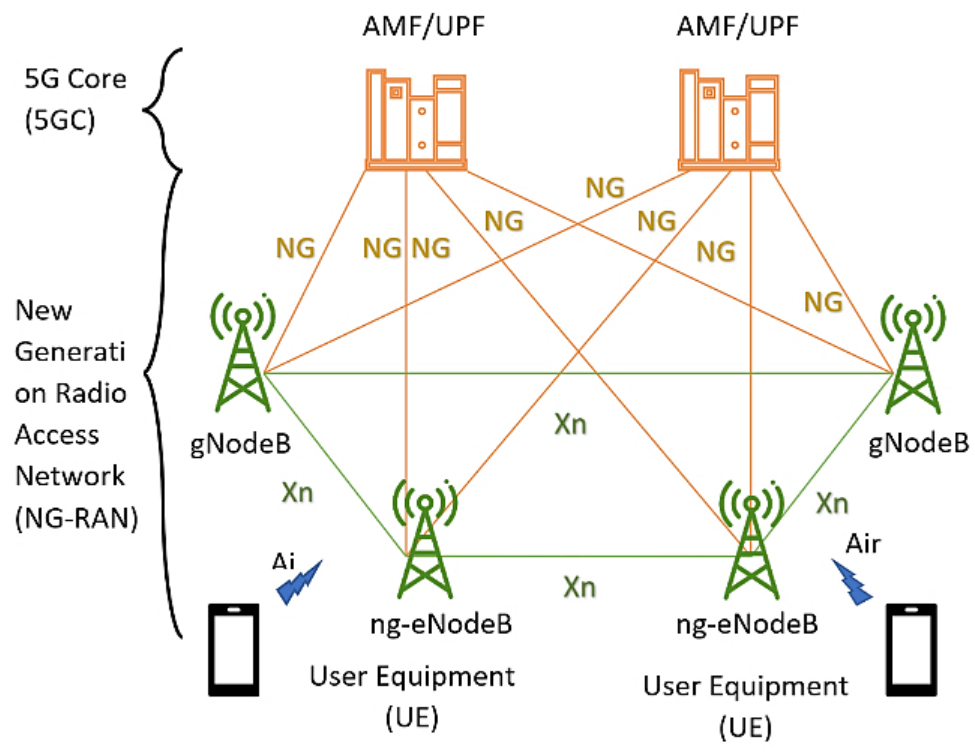 AMF/UPF
AMF/UPF
5G Core
(5GC)
NG
NG
NG
NG
NG
NG
NG
NG
New
Generati
on Radio
Access
Network
(NG-RAN)
gNodeB
gNodeB
Xn
Xn
Xn
Xn
Ai
Air
ng-eNodeB
ng-eNodeB
User Equipment
(UE)
User Equipment
(UE)